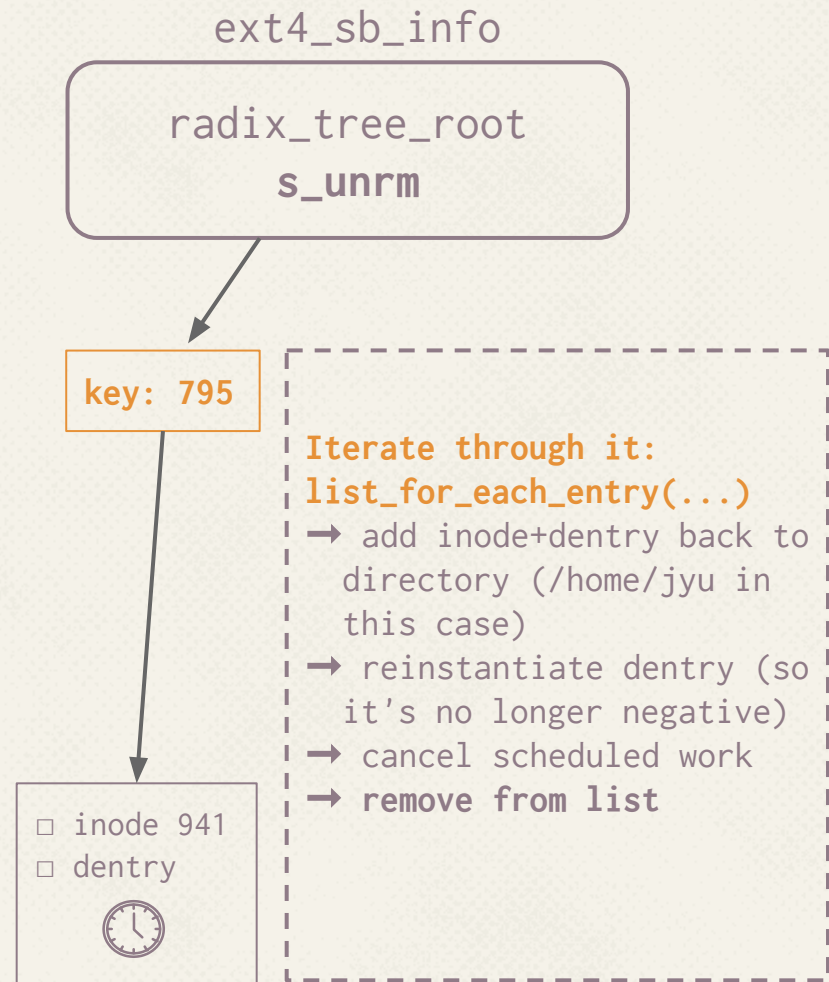 ext4_sb_info
radix_tree_root
s_unrm
key: 795
Iterate through it:
list_for_each_entry(...)
➞ add inode+dentry back to
directory (/home/jyu in
this case)
➞ reinstantiate dentry (so
it's no longer negative)
➞ cancel scheduled work
➞ remove from list
□ inode 941
□ dentry